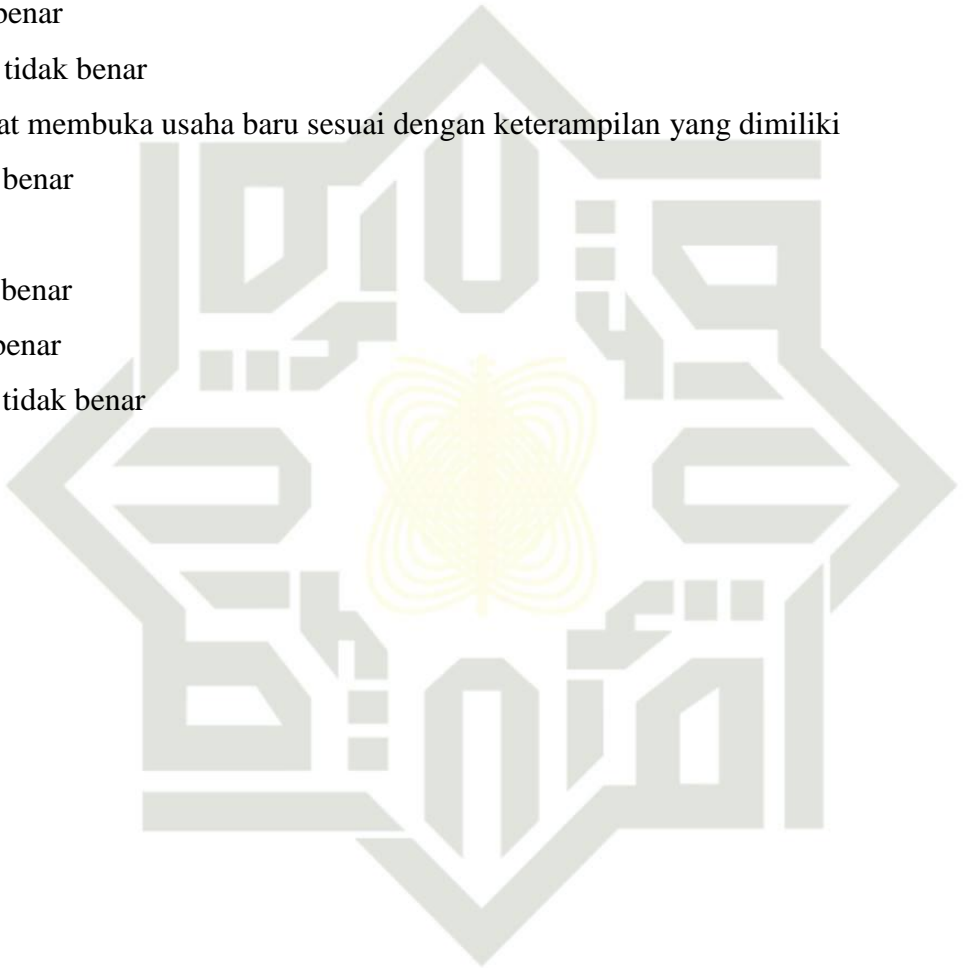 benar
tidak benar
at membuka usaha baru sesuai dengan keterampilan yang dimiliki
benar
benar
benar
tidak benar